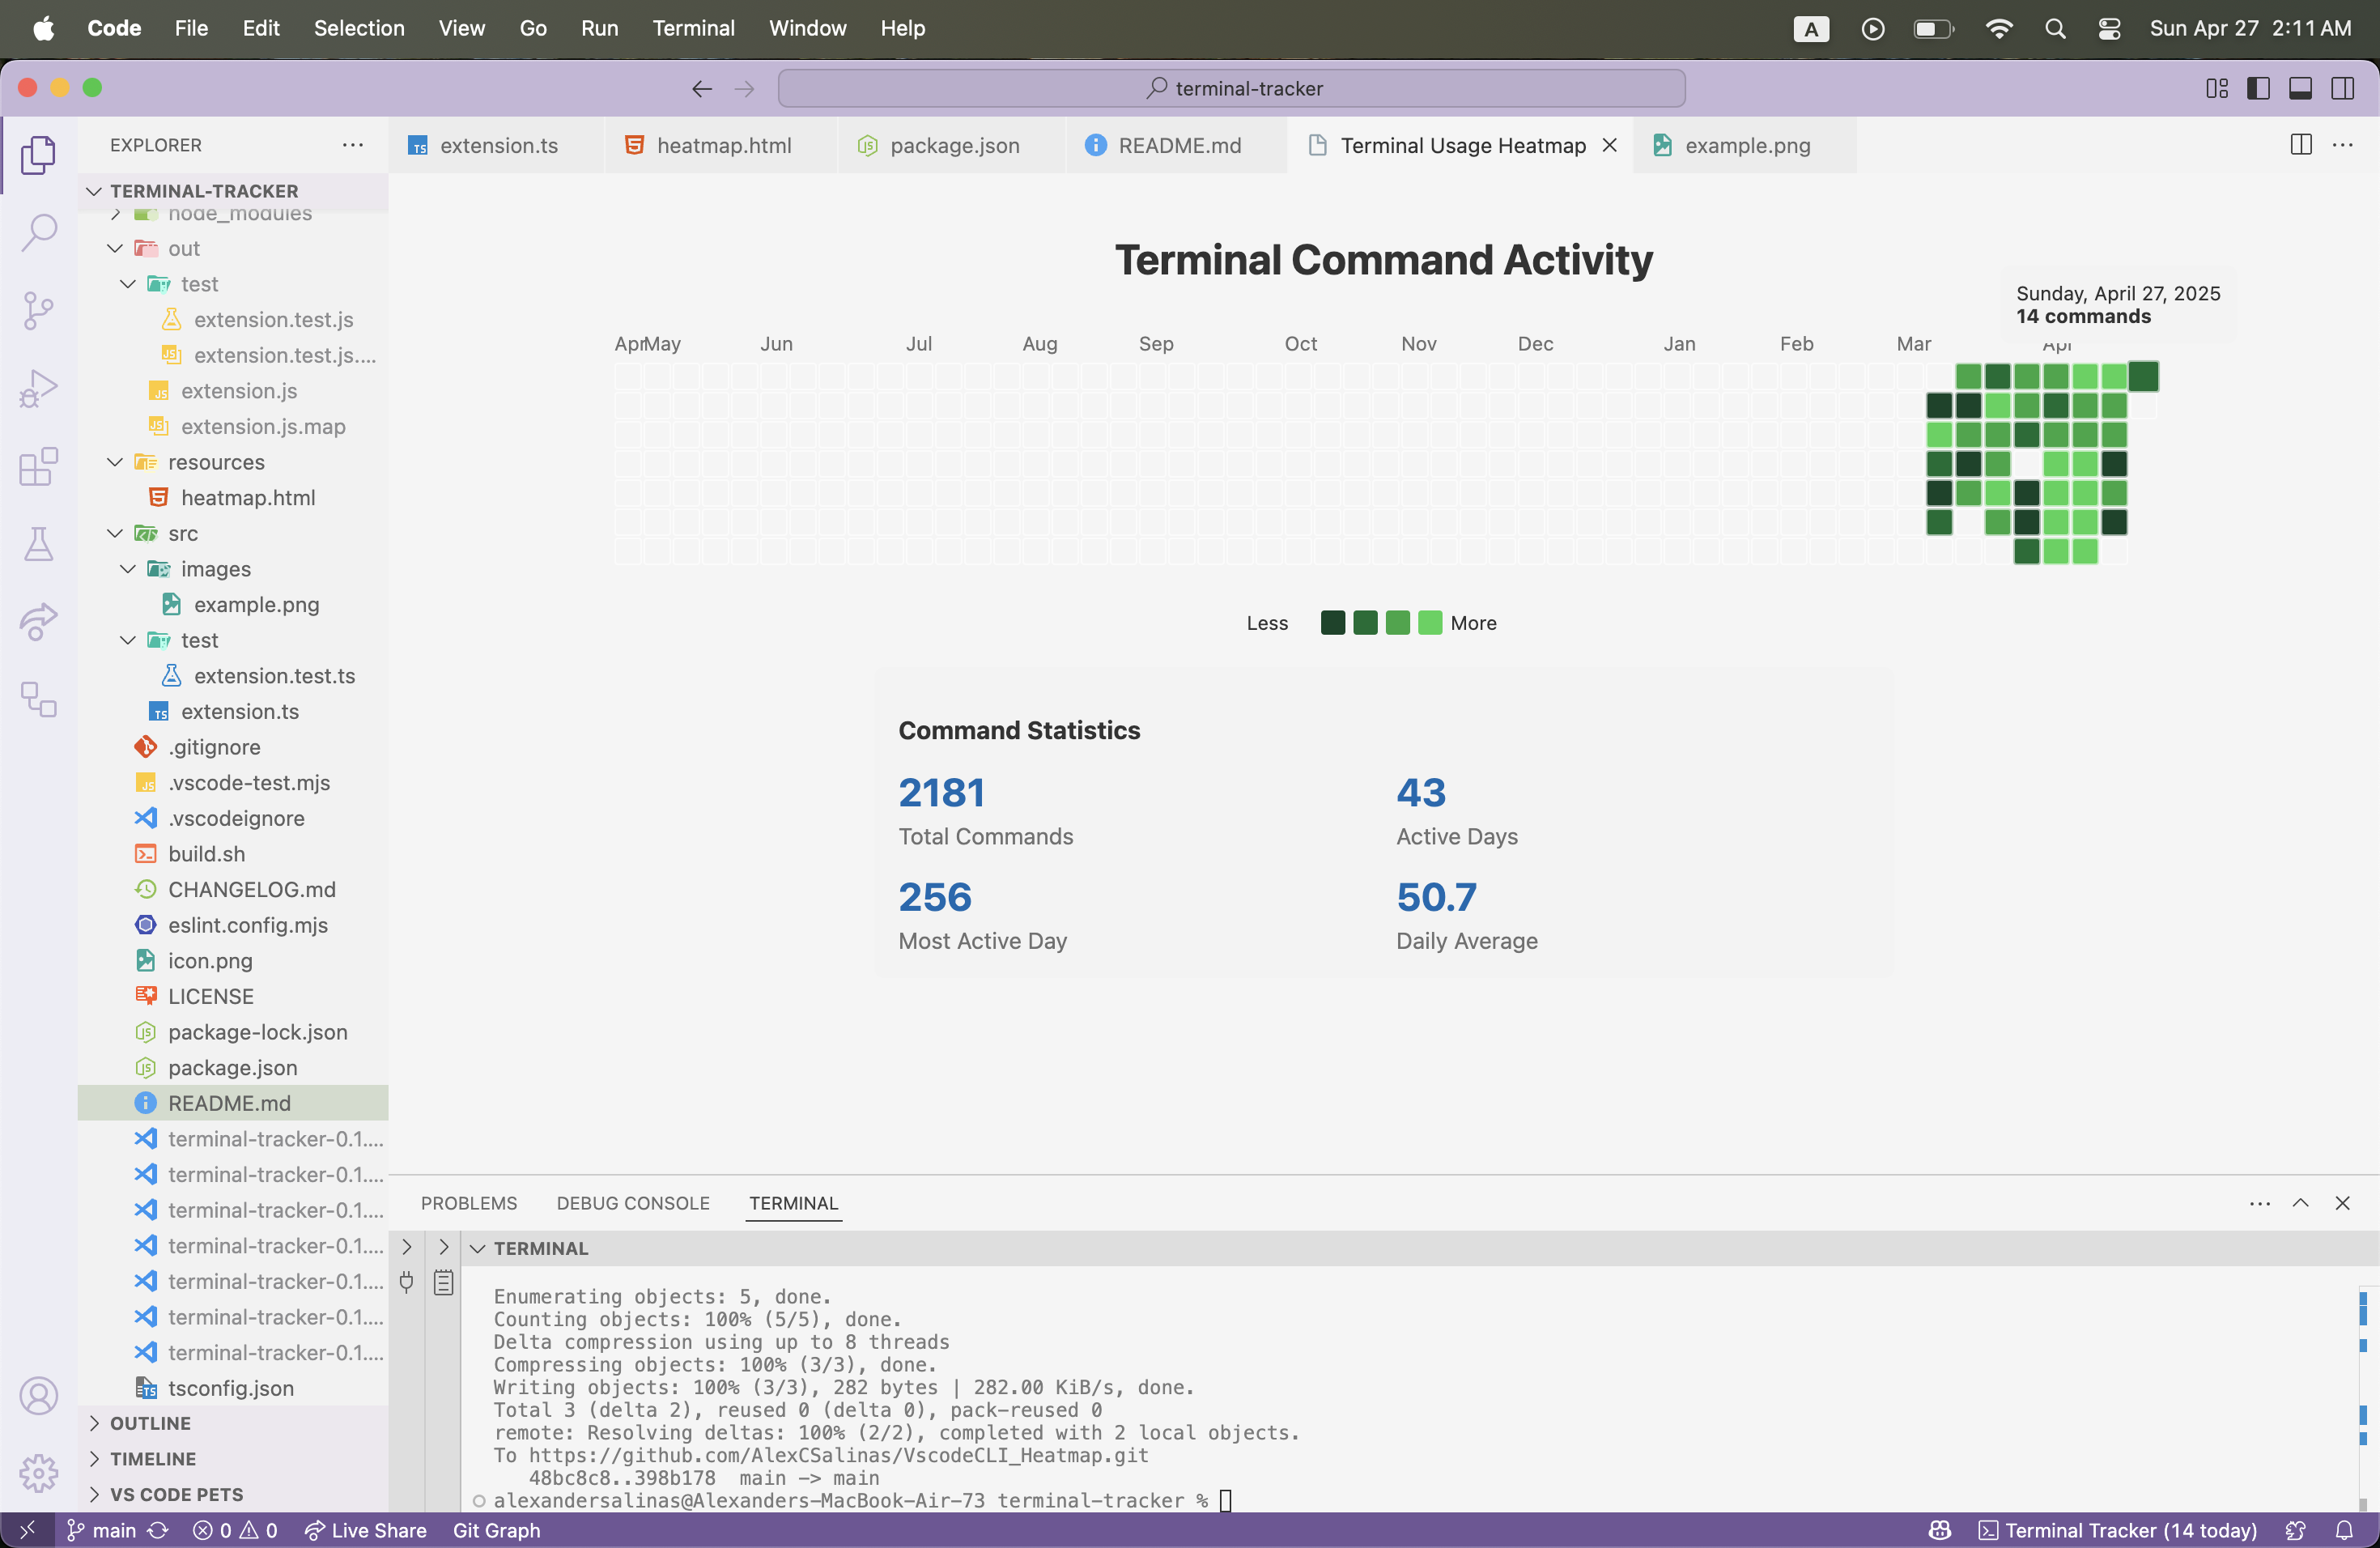 Code File Edit Selection View Go Run Terminal Window Help
A Sun Apr 27 2:11 AM
terminal-tracker
EXPLORER
TERMINAL-TRACKER
node_modules
out
test
extension.test.js
extension.test.js....
extension.js
extension.js.map
resources
heatmap.html
src
images
example.png
test
extension.test.ts
extension.ts
.gitignore
.vscode-test.mjs
.vscodeignore
build.sh
CHANGELOG.md
eslint.config.mjs
icon.png
LICENSE
package-lock.json
package.json
README.md
terminal-tracker-0.1....
terminal-tracker-0.1....
terminal-tracker-0.1....
terminal-tracker-0.1....
terminal-tracker-0.1....
terminal-tracker-0.1....
terminal-tracker-0.1....
tsconfig.json
OUTLINE
TIMELINE
VS CODE PETS
extension.ts heatmap.html package.json README.md Terminal Usage Heatmap example.png
Terminal Command Activity
Sunday, April 27, 2025
14 commands
Apr May Jun Jul Aug Sep Oct Nov Dec Jan Feb Mar Apr
Less More
Command Statistics
2181 43
Total Commands Active Days
256 50.7
Most Active Day Daily Average
PROBLEMS DEBUG CONSOLE TERMINAL
TERMINAL
Enumerating objects: 5, done.
Counting objects: 100% (5/5), done.
Delta compression using up to 8 threads
Compressing objects: 100% (3/3), done.
Writing objects: 100% (3/3), 282 bytes | 282.00 KiB/s, done.
Total 3 (delta 2), reused 0 (delta 0), pack-reused 0
remote: Resolving deltas: 100% (2/2), completed with 2 local objects.
To https://github.com/AlexCSalinas/VscodeCLI_Heatmap.git
48bc8c8..398b178 main -> main
alexandersalinas@Alexanders-MacBook-Air-73 terminal-tracker %
main 0 0 Live Share Git Graph Terminal Tracker (14 today)